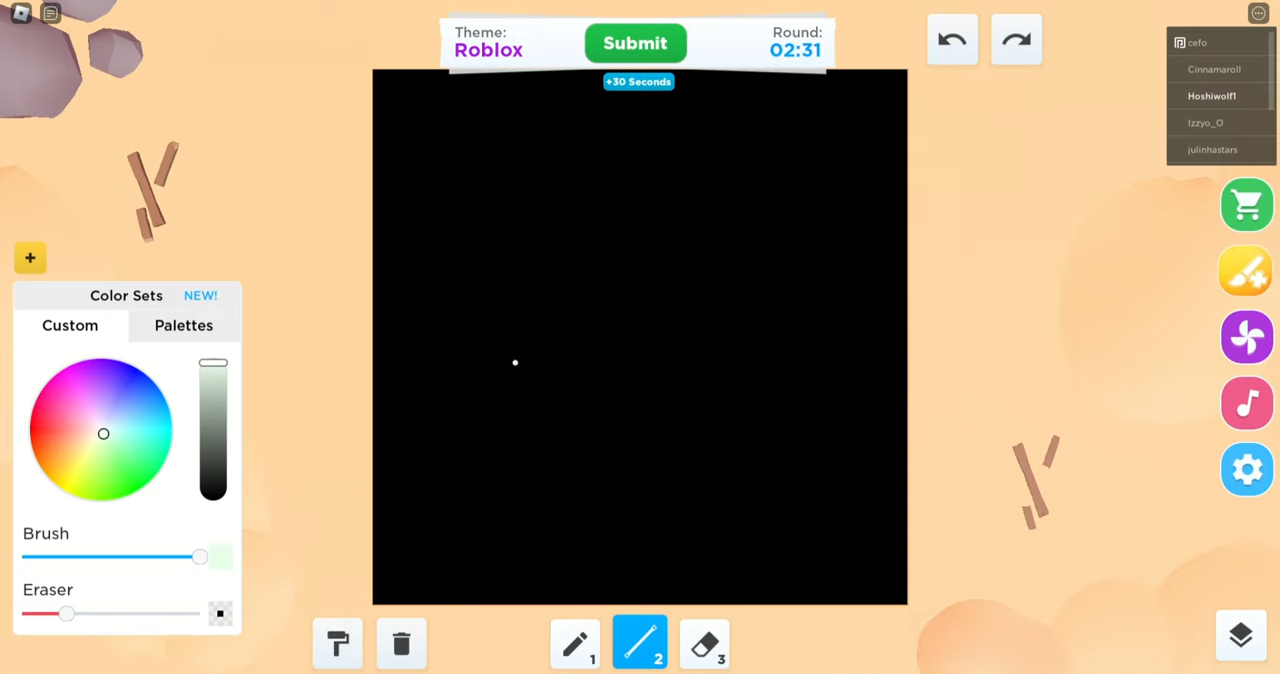 Theme:
Roblox
Submit
Round:
02:31
+30 Seconds
cefo
Cinnamaroll
Hoshiwolf1
Izzyo_O
julinhastars
+
Color Sets NEW!
Custom
Palettes
Brush
Eraser
1
2
3